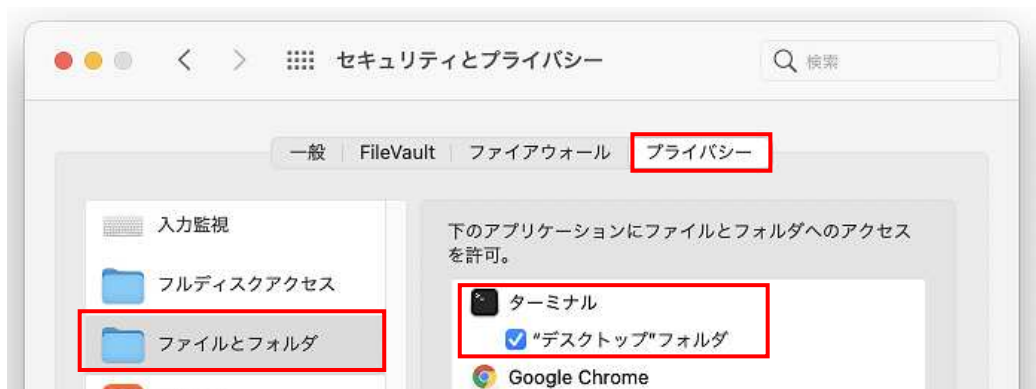 セキュリティとプライバシー
検索
一般 FileVault ファイアウォール プライバシー
入力監視
フルディスクアクセス
ファイルとフォルダ
下のアプリケーションにファイルとフォルダへのアクセス
を許可。
ターミナル
"デスクトップ"フォルダ
Google Chrome